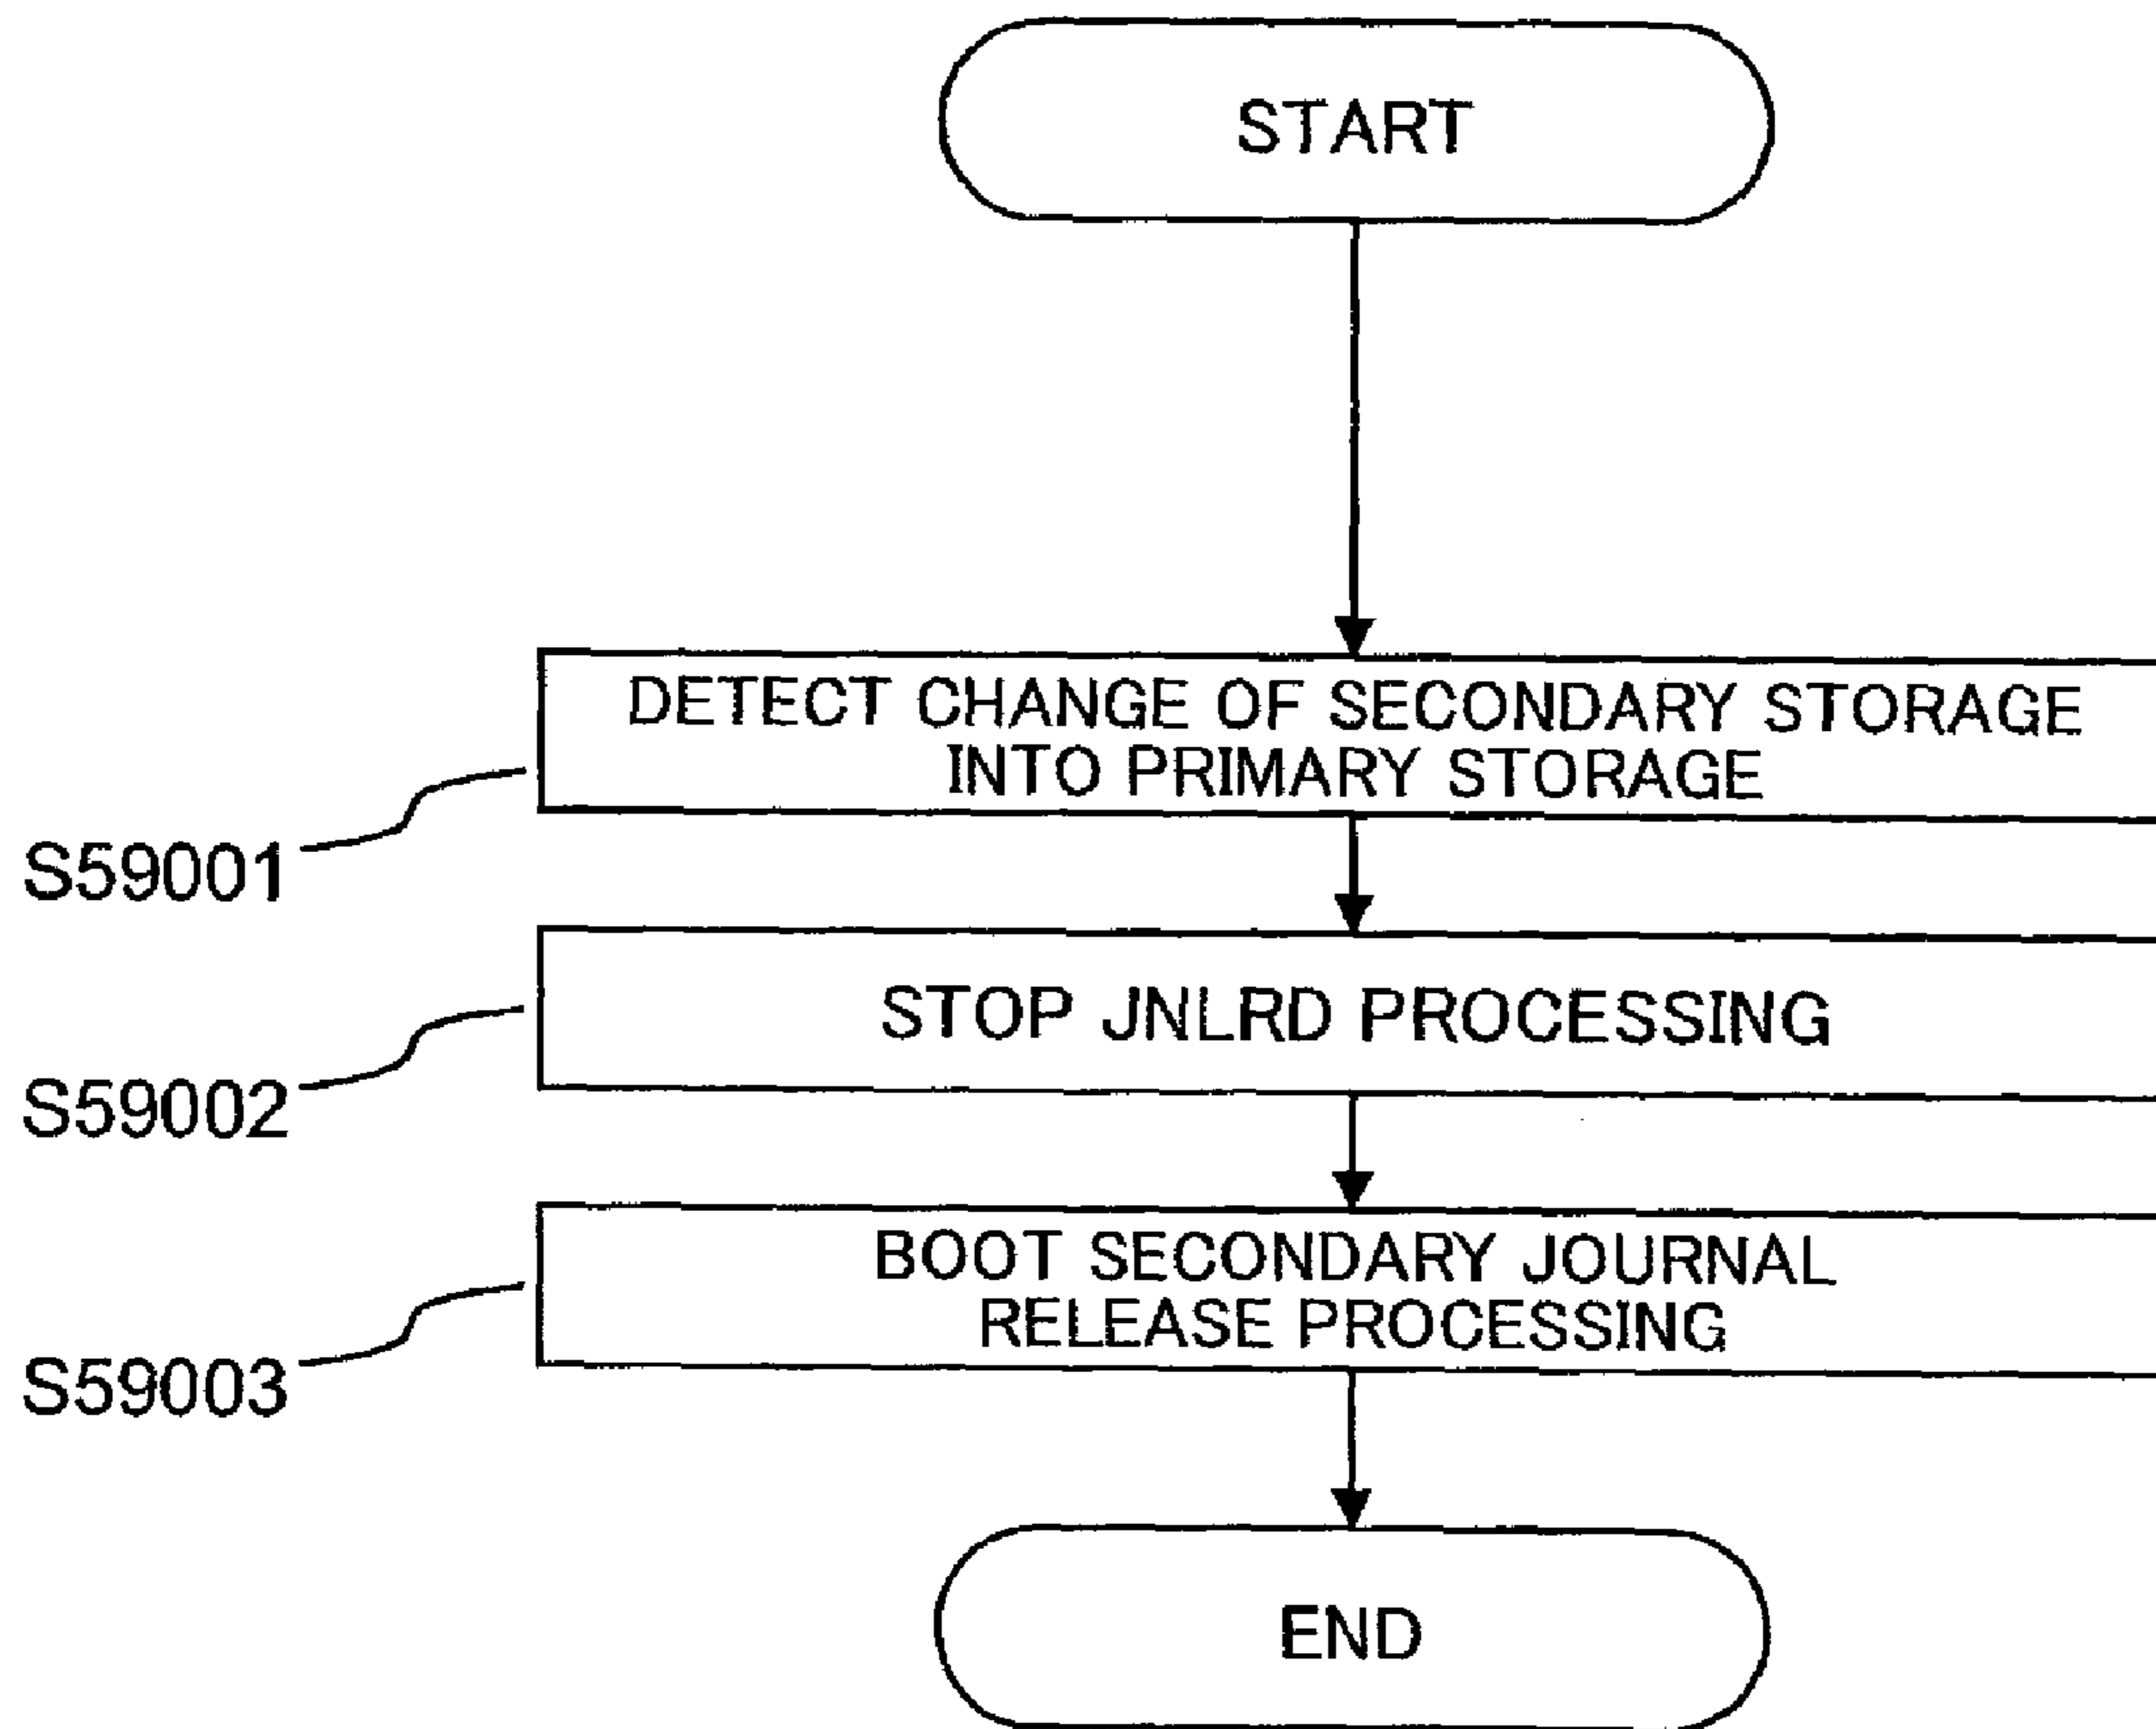 START
DETECT CHANGE OF SECONDARY STORAGE
INTO PRIMARY STORAGE
S59001
STOP JNLRD PROCESSING
S59002
BOOT SECONDARY JOURNAL
RELEASE PROCESSING
S59003
END